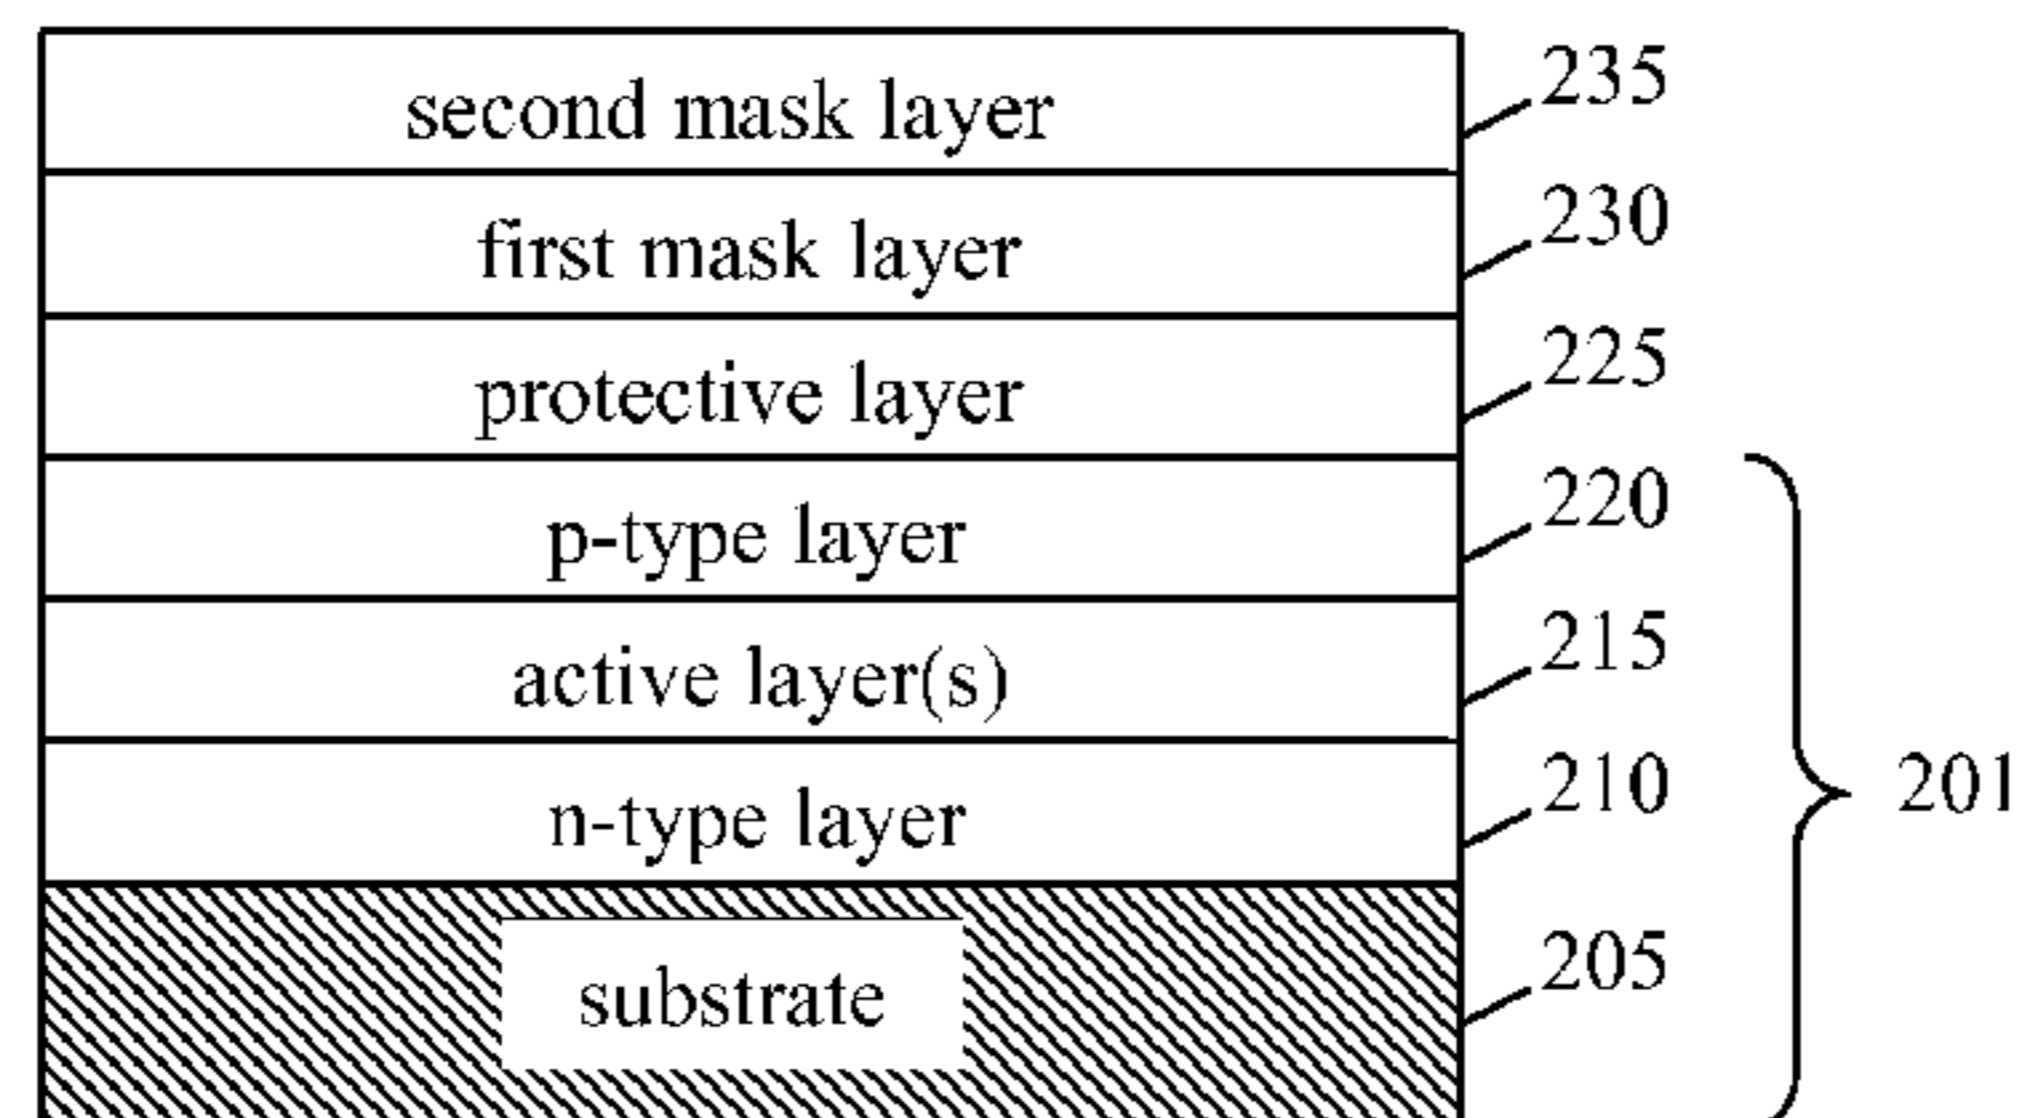 second mask layer 235
first mask layer 230
protective layer 225
p-type layer 220
active layer(s) 215
n-type layer 210
201
substrate 205